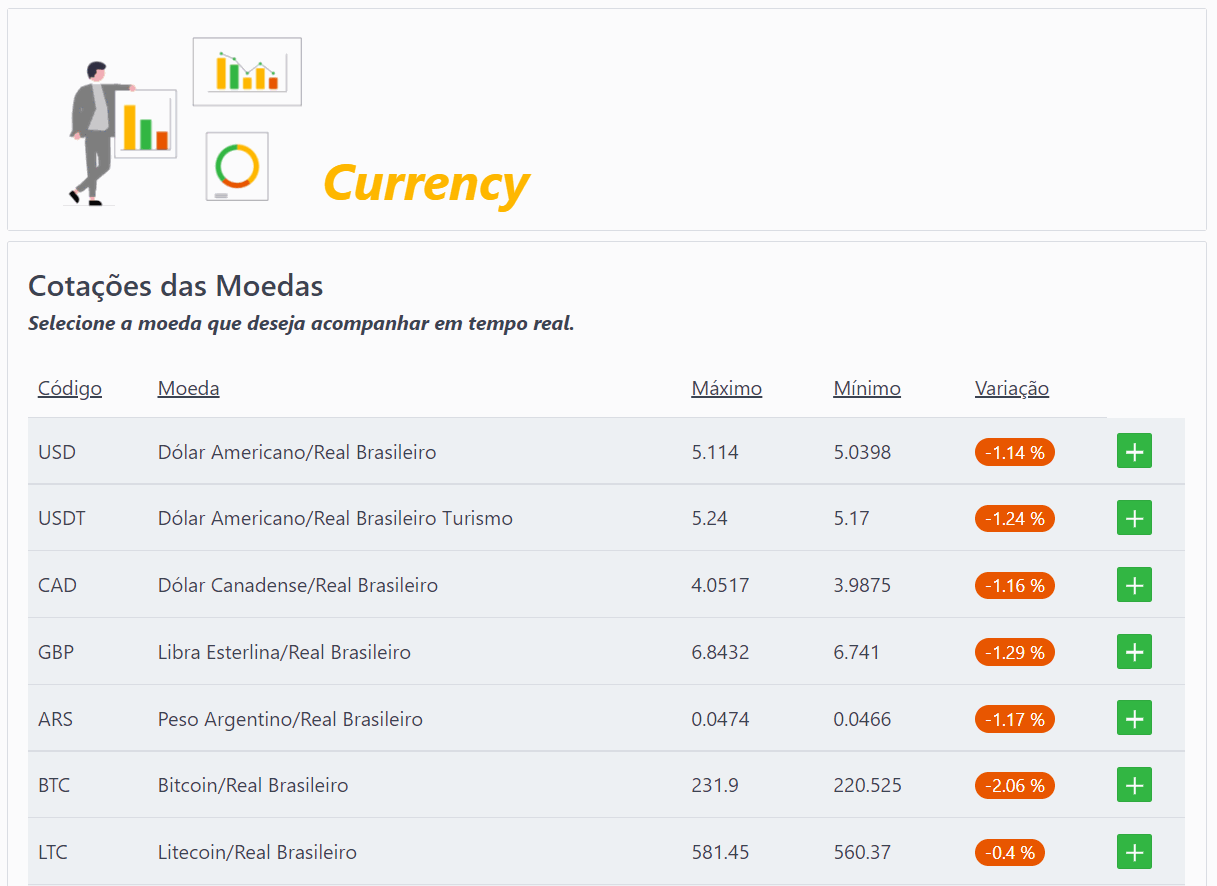 Currency
Cotações das Moedas
Selecione a moeda que deseja acompanhar em tempo real.
Código Moeda Máximo Mínimo Variação
USD Dólar Americano/Real Brasileiro 5.114 5.0398 -1.14 %
USDT Dólar Americano/Real Brasileiro Turismo 5.24 5.17 -1.24 %
CAD Dólar Canadense/Real Brasileiro 4.0517 3.9875 -1.16 %
GBP Libra Esterlina/Real Brasileiro 6.8432 6.741 -1.29 %
ARS Peso Argentino/Real Brasileiro 0.0474 0.0466 -1.17 %
BTC Bitcoin/Real Brasileiro 231.9 220.525 -2.06 %
LTC Litecoin/Real Brasileiro 581.45 560.37 -0.4 %